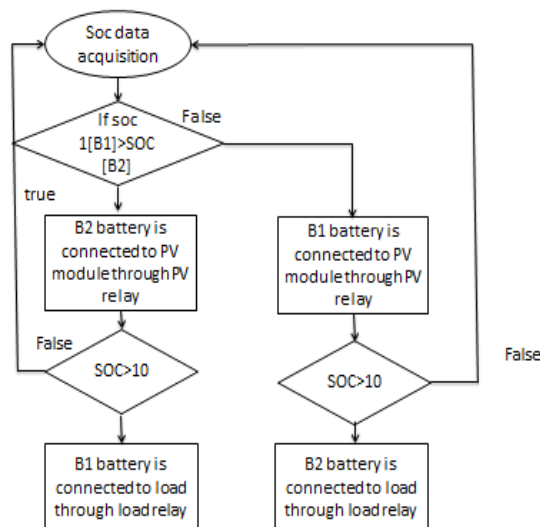 Soc data
acquisition
If soc
1[B1]>SOC
[B2]
False
true
B2 battery is
connected to PV
module through PV
relay
B1 battery is
connected to PV
module through PV
relay
False
SOC>10
SOC>10
False
B1 battery is
connected to load
through load relay
B2 battery is
connected to load
through load relay